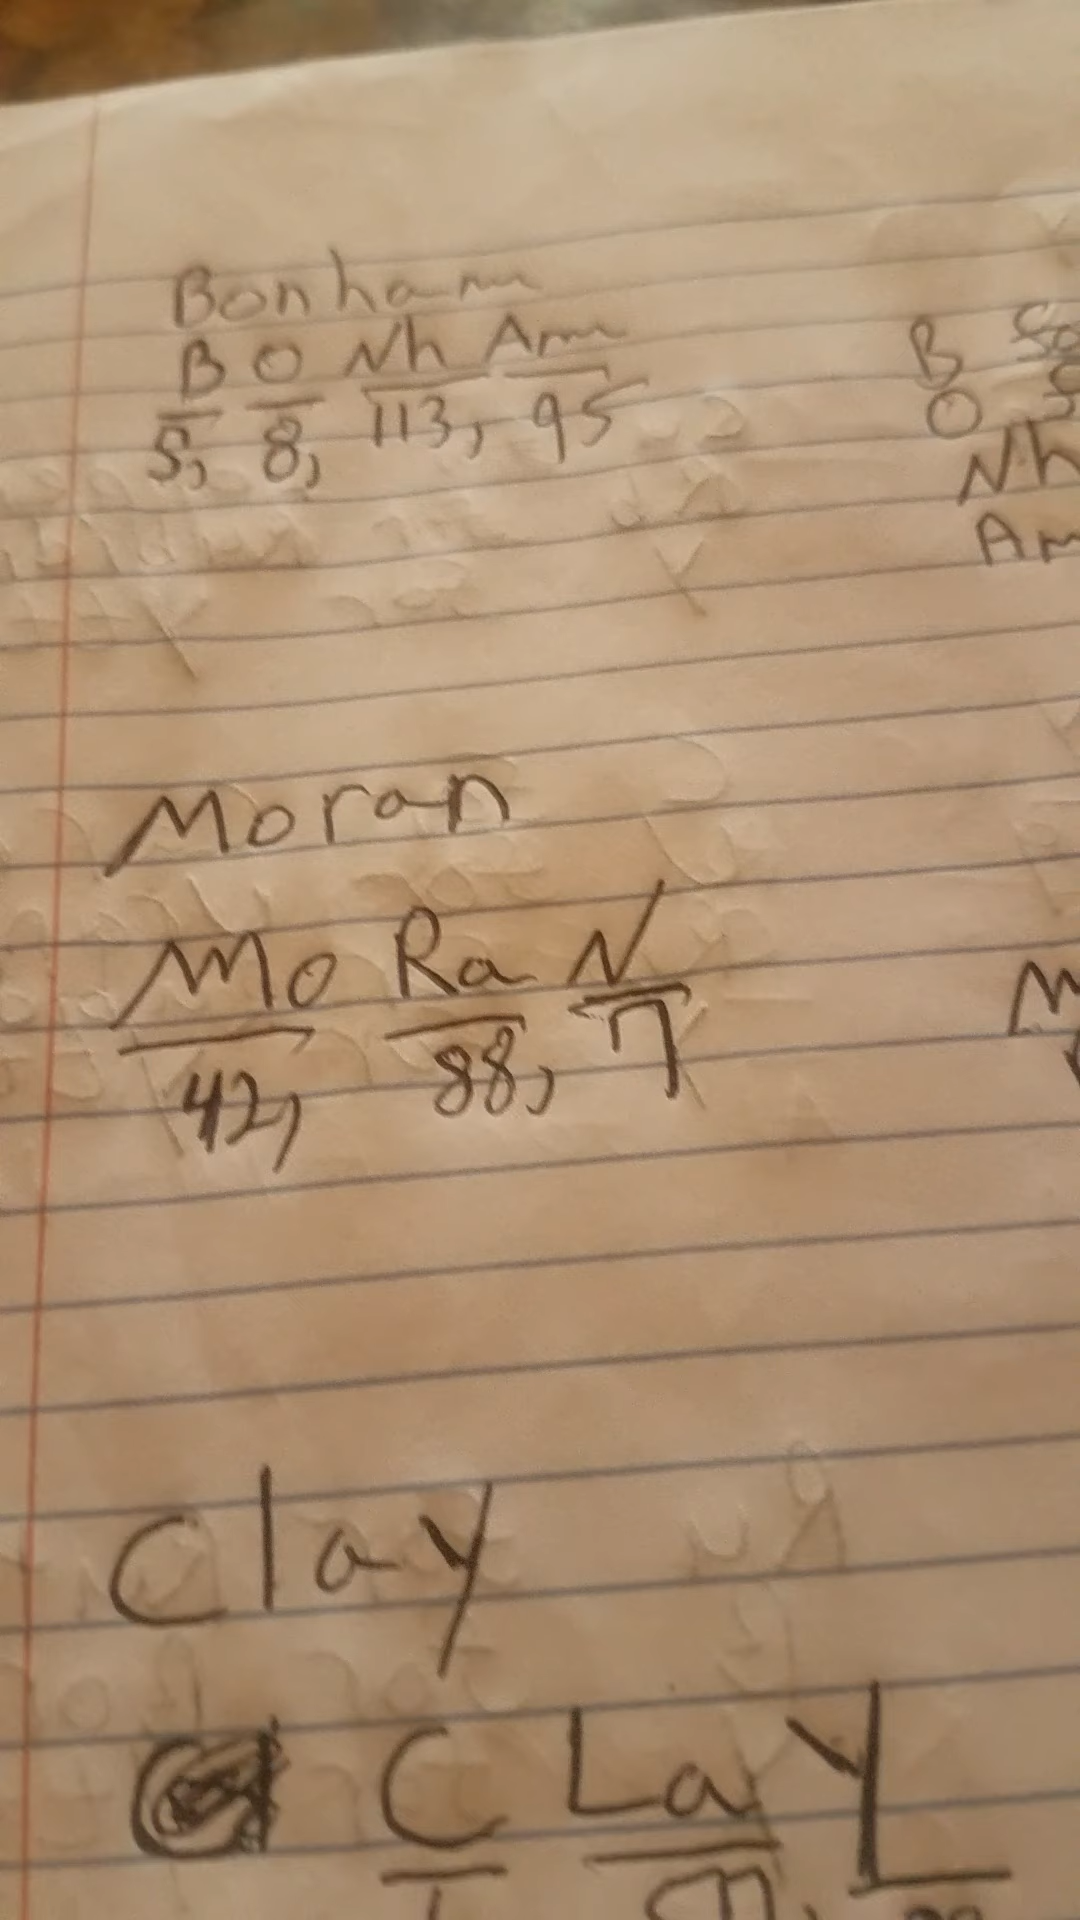 Bonham
B O Nh Am
5, 8, 113, 95
B
O
Nh
Am
Moran
Mo Ra N
42, 88, 7
M
Clay
C La Y